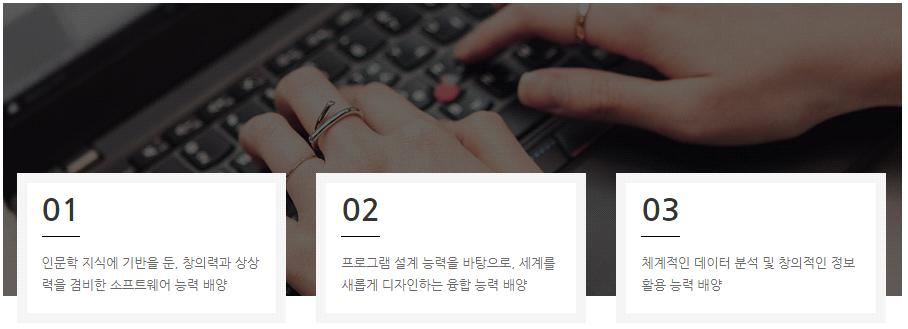 01
인문학 지식에 기반을 둔, 창의력과 상상
력을 겸비한 소프트웨어 능력 배양
02
프로그램 설계 능력을 바탕으로, 세계를
새롭게 디자인하는 융합 능력 배양
03
체계적인 데이터 분석 및 창의적인 정보
활용 능력 배양